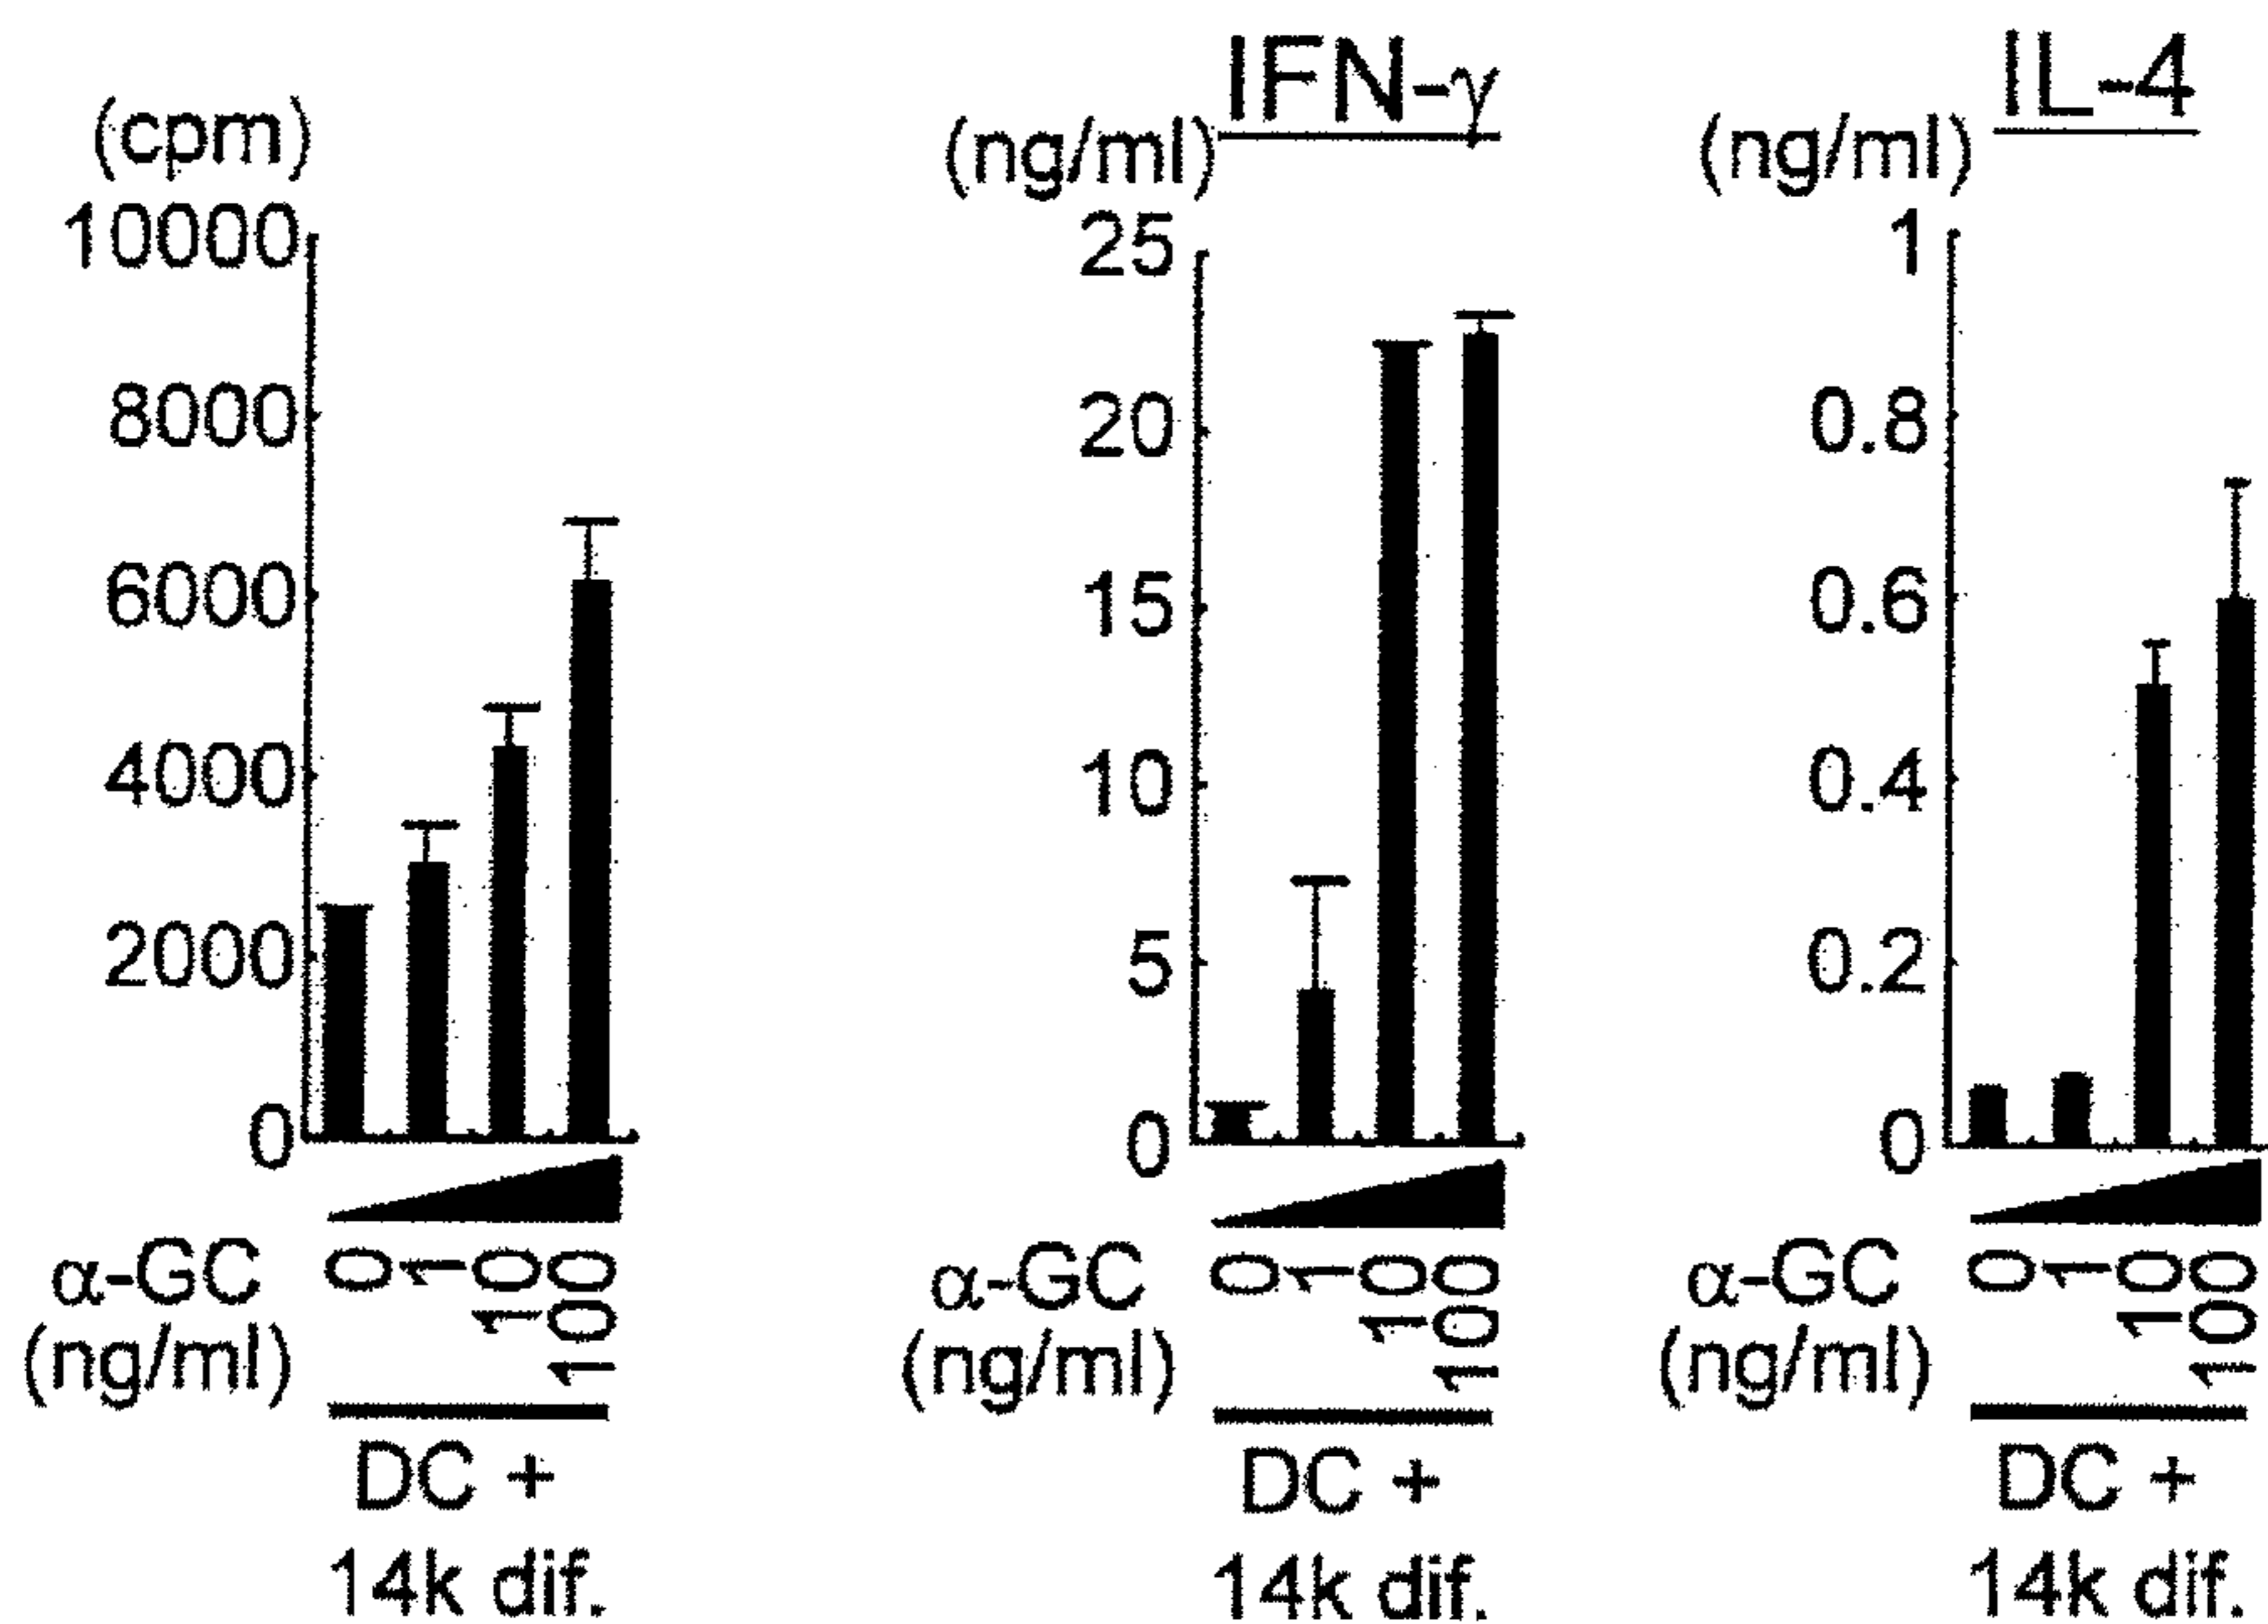 (cpm)
10000
8000
6000
4000
2000
0
α-GC
(ng/ml)
0
1
10
100
DC +
14k dif.
IFN-γ
(ng/ml)
25
20
15
10
5
0
α-GC
(ng/ml)
0
1
10
100
DC +
14k dif.
IL-4
(ng/ml)
1
0.8
0.6
0.4
0.2
0
α-GC
(ng/ml)
0
1
10
100
DC +
14k dif.